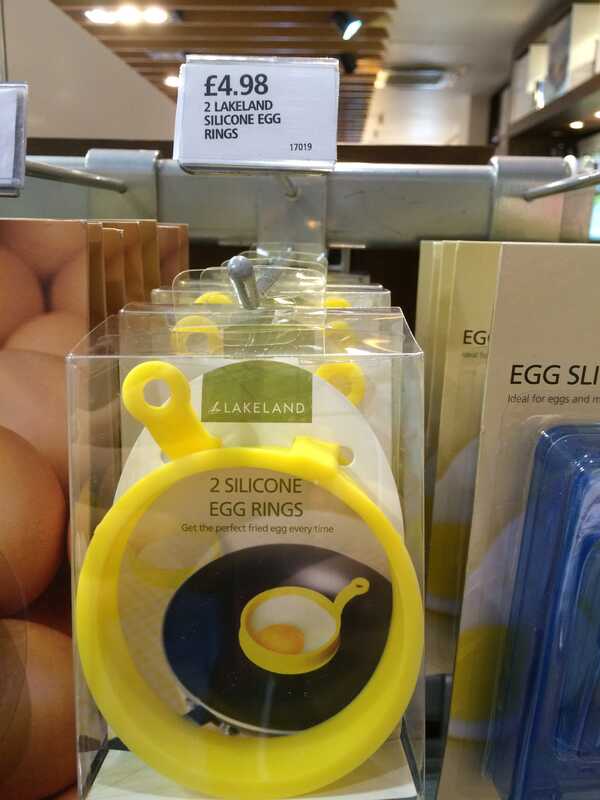 £4.98
2 LAKELAND
SILICONE EGG
RINGS
17019
LAKELAND
2 SILICONE
EGG RINGS
Get the perfect fried egg every time
EGG SLI
Ideal for eggs and m